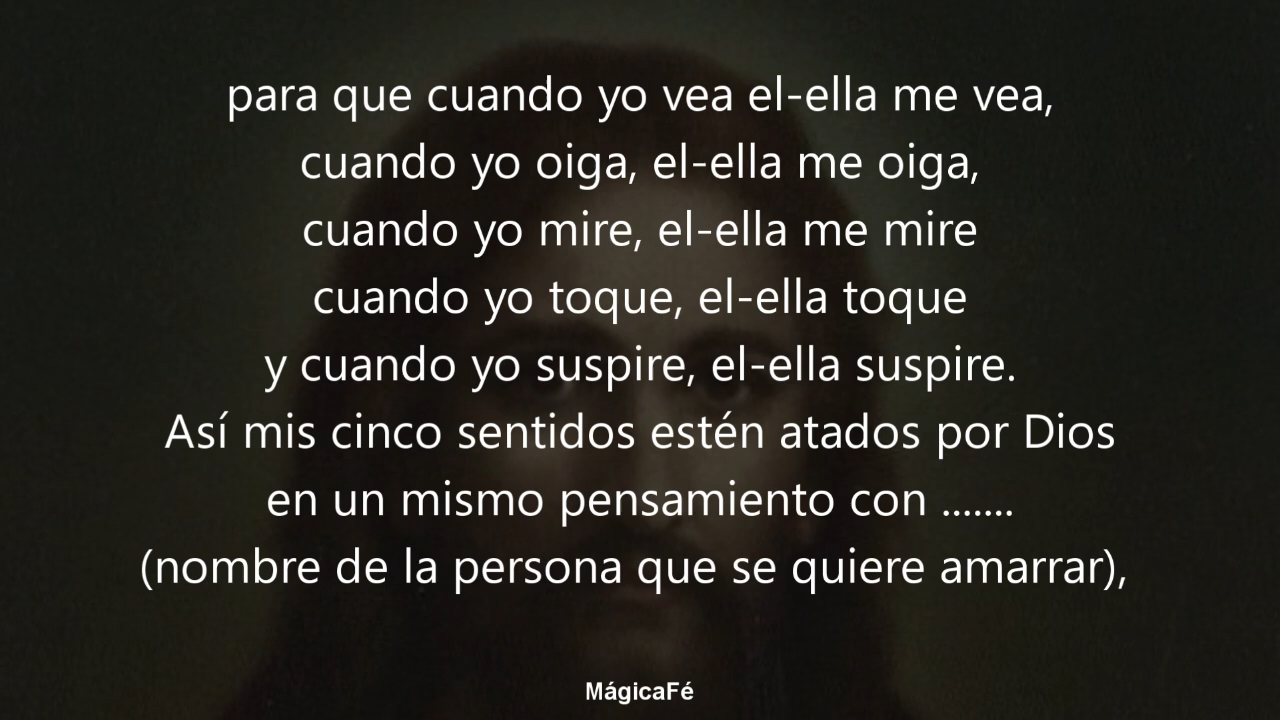 para que cuando yo vea el-ella me vea,
cuando yo oiga, el-ella me oiga,
cuando yo mire, el-ella me mire
cuando yo toque, el-ella toque
y cuando yo suspire, el-ella suspire.
Así mis cinco sentidos estén atados por Dios
en un mismo pensamiento con .......
(nombre de la persona que se quiere amarrar),
MágicaFé